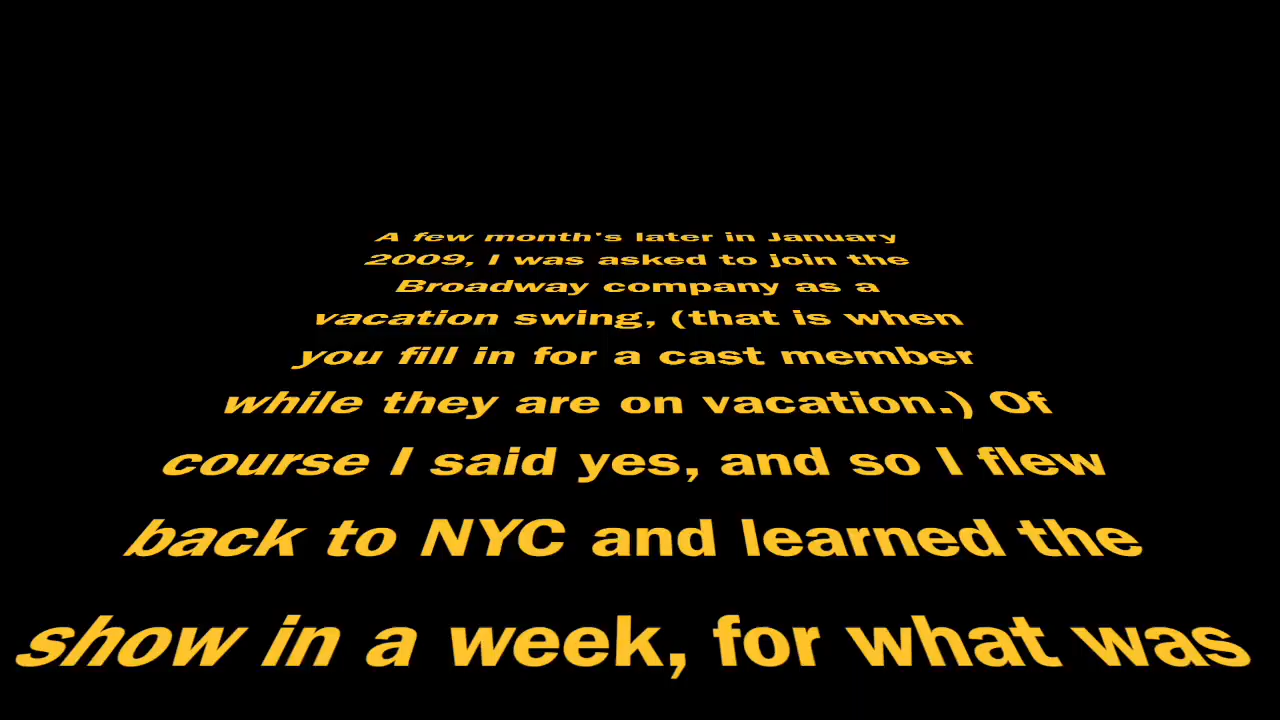 A few month's later in January
2009, I was asked to join the
Broadway company as a
vacation swing, (that is when
you fill in for a cast member
while they are on vacation.) Of
course I said yes, and so I flew
back to NYC and learned the
show in a week, for what was